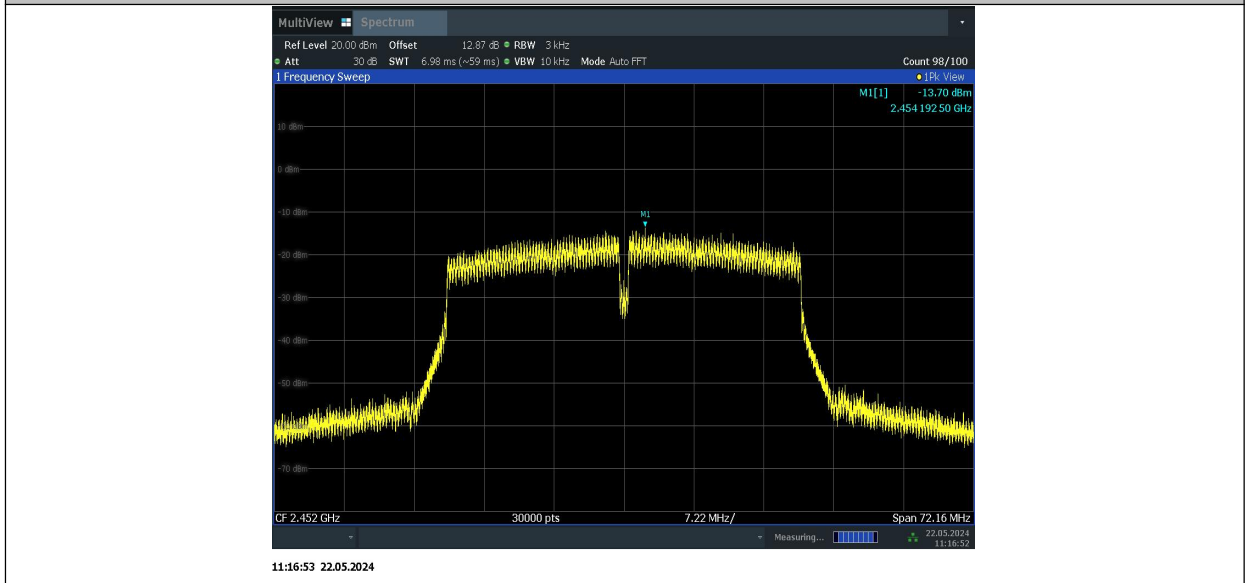 MultiView Spectrum
Ref Level 20.00 dBm Offset 12.87 dB RBW 3 kHz
Att 30 dB SWT 6.98 ms (~59 ms) VBW 10 kHz Mode Auto FFT Count 98/100
1 Frequency Sweep 1Pk View
M1[1] -13.70 dBm
2.454 192 50 GHz
10 dBm
0 dBm
-10 dBm
M1
-20 dBm
-30 dBm
-40 dBm
-50 dBm
-70 dBm
CF 2.452 GHz 30000 pts 7.22 MHz/ Span 72.16 MHz
Measuring... 22.05.2024
11:16:52
11:16:53 22.05.2024